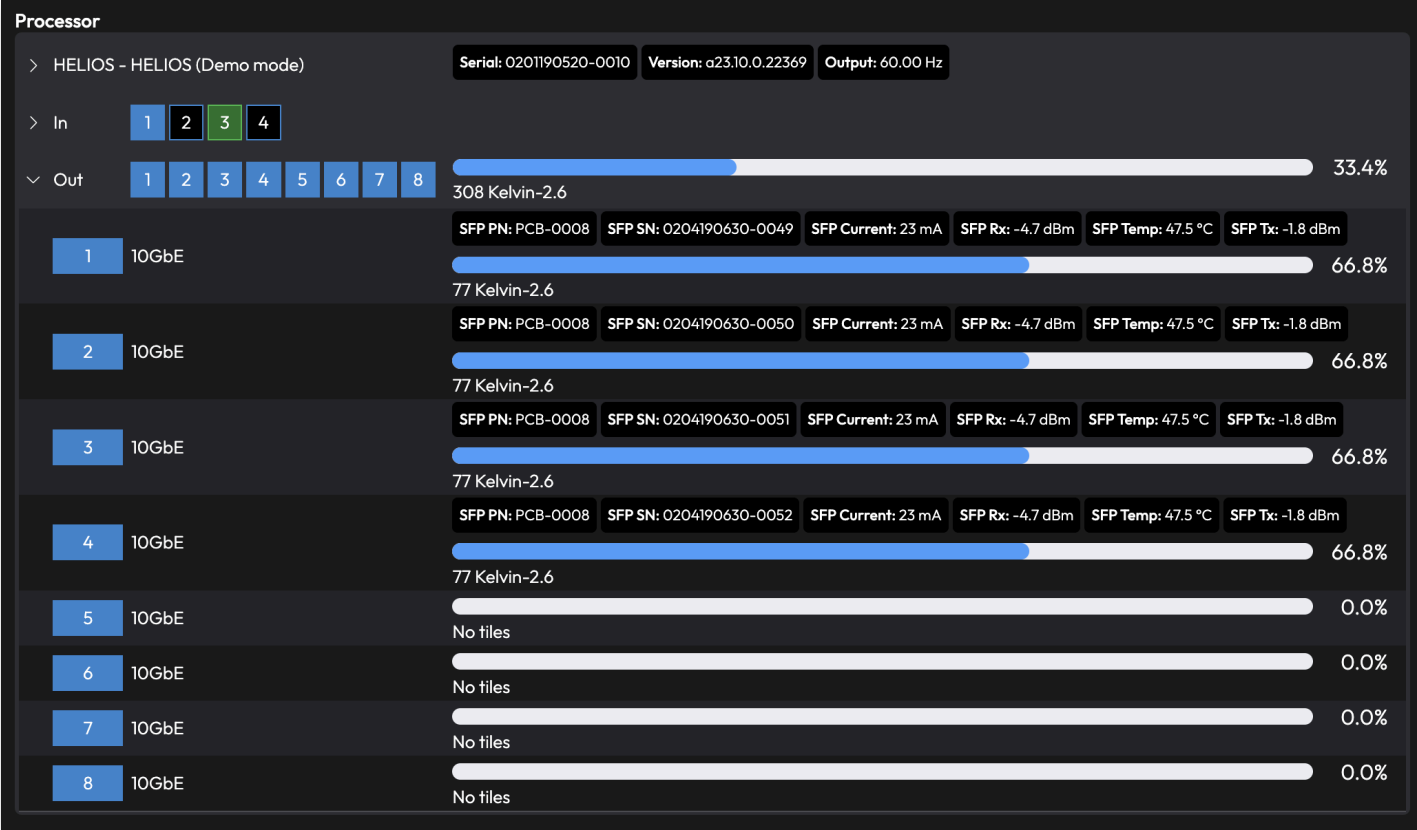 Processor
HELIOS - HELIOS (Demo mode) Serial: 0201190520-0010 Version: a23.10.0.22369 Output: 60.00 Hz
In 1 2 3 4
Out 1 2 3 4 5 6 7 8 33.4%
308 Kelvin-2.6
SFP PN: PCB-0008 SFP SN: 0204190630-0049 SFP Current: 23 mA SFP Rx: -4.7 dBm SFP Temp: 47.5 °C SFP Tx: -1.8 dBm
1 10GbE 66.8%
77 Kelvin-2.6
SFP PN: PCB-0008 SFP SN: 0204190630-0050 SFP Current: 23 mA SFP Rx: -4.7 dBm SFP Temp: 47.5 °C SFP Tx: -1.8 dBm
2 10GbE 66.8%
77 Kelvin-2.6
SFP PN: PCB-0008 SFP SN: 0204190630-0051 SFP Current: 23 mA SFP Rx: -4.7 dBm SFP Temp: 47.5 °C SFP Tx: -1.8 dBm
3 10GbE 66.8%
77 Kelvin-2.6
SFP PN: PCB-0008 SFP SN: 0204190630-0052 SFP Current: 23 mA SFP Rx: -4.7 dBm SFP Temp: 47.5 °C SFP Tx: -1.8 dBm
4 10GbE 66.8%
77 Kelvin-2.6
5 10GbE 0.0%
No tiles
6 10GbE 0.0%
No tiles
7 10GbE 0.0%
No tiles
8 10GbE 0.0%
No tiles